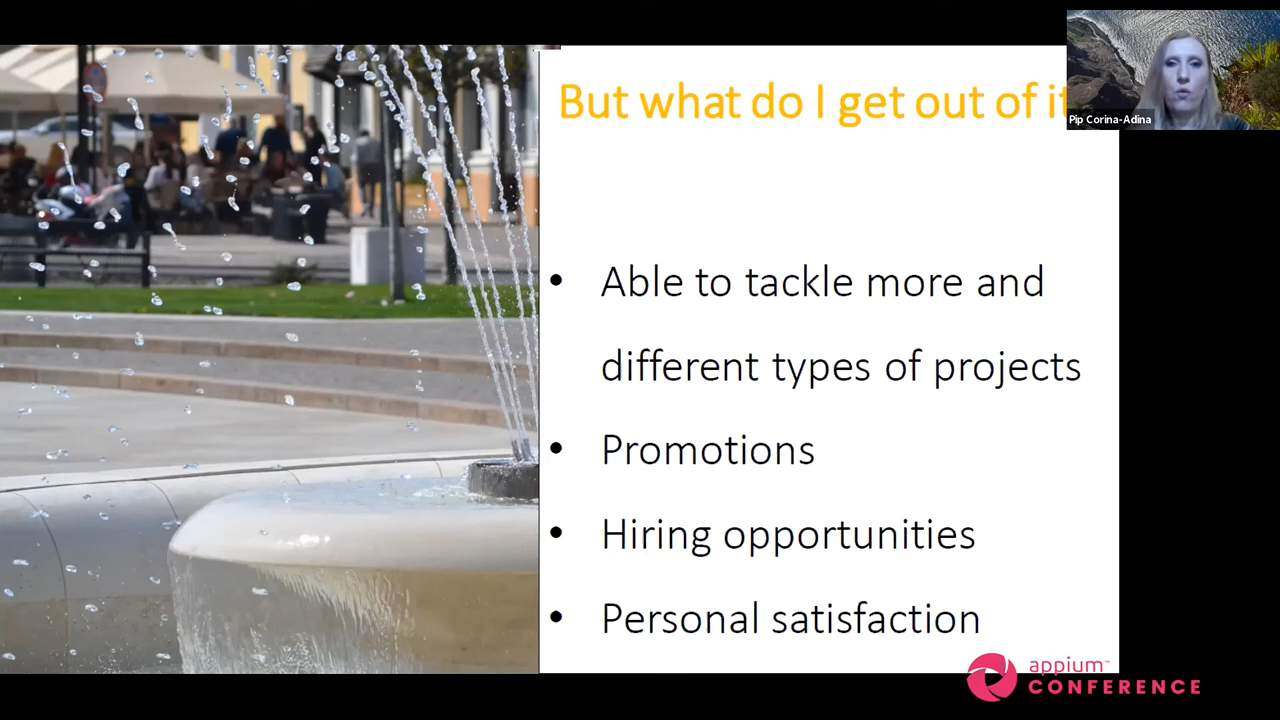 But what do I get out of it
Pip Corina-Adina
• Able to tackle more and
different types of projects
• Promotions
• Hiring opportunities
• Personal satisfaction
appium™
CONFERENCE